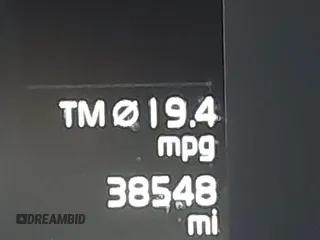 TM Ø 19.4
mpg
38548
mi
DREAMBID